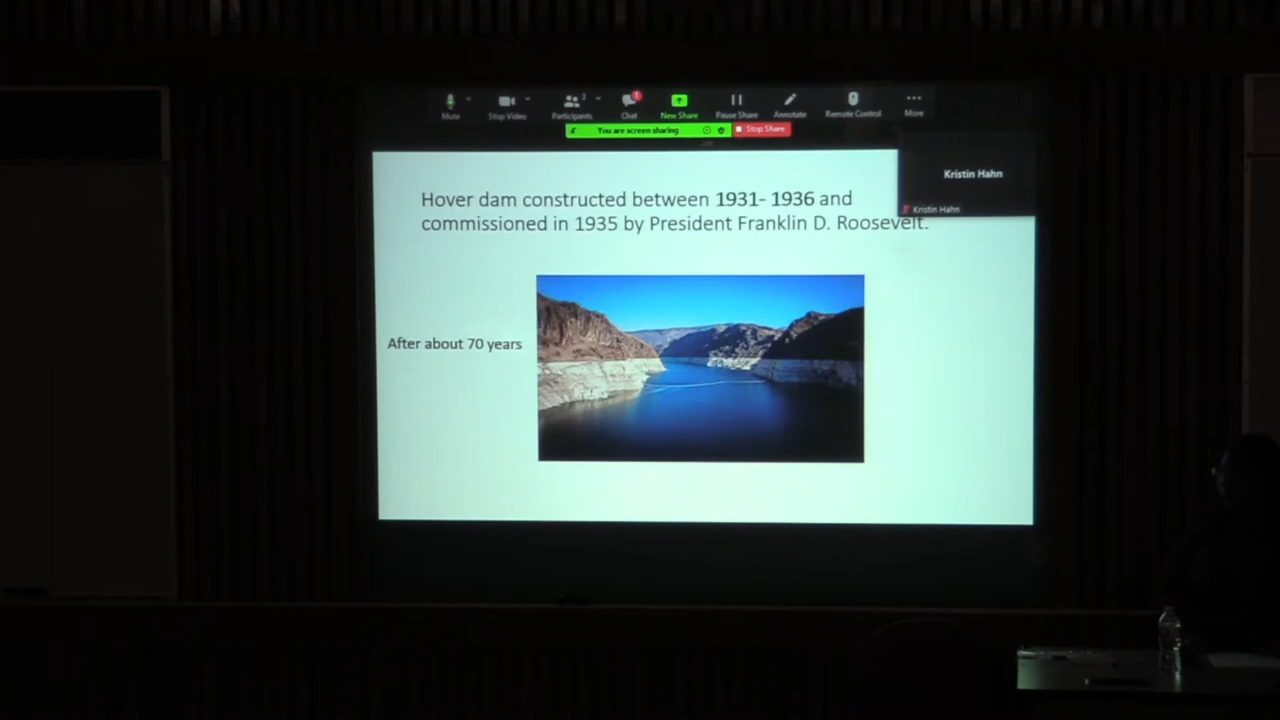 Mute
Stop Video
Participants
3
Chat
1
New Share
Pause Share
Annotate
Remote Control
More
You are screen sharing
Stop Share
Kristin Hahn
Kristin Hahn
Hover dam constructed between 1931- 1936 and
commissioned in 1935 by President Franklin D. Roosevelt.
After about 70 years